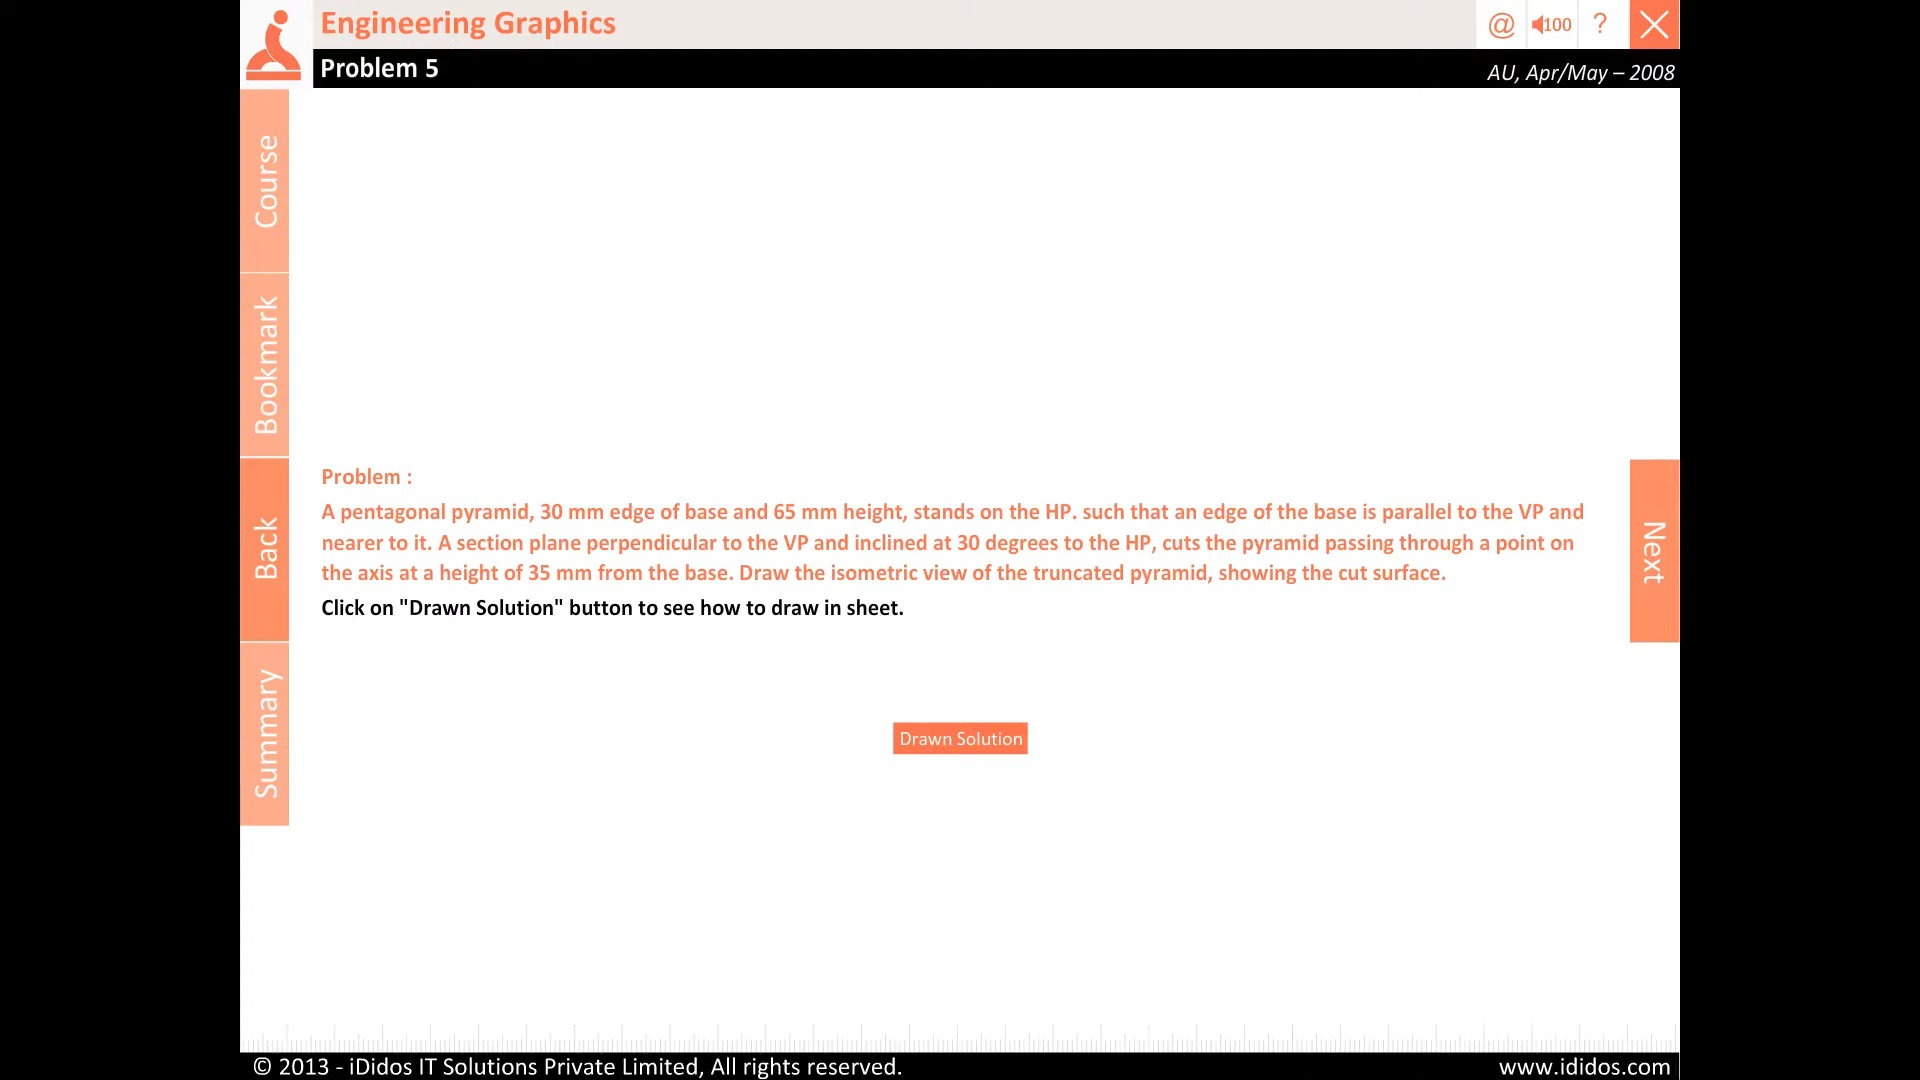 Engineering Graphics
@
100
?
Problem 5
AU, Apr/May – 2008
Course
Bookmark
Back
Summary
Problem :
A pentagonal pyramid, 30 mm edge of base and 65 mm height, stands on the HP. such that an edge of the base is parallel to the VP and
nearer to it. A section plane perpendicular to the VP and inclined at 30 degrees to the HP, cuts the pyramid passing through a point on
the axis at a height of 35 mm from the base. Draw the isometric view of the truncated pyramid, showing the cut surface.
Click on "Drawn Solution" button to see how to draw in sheet.
Next
Drawn Solution
© 2013 - iDidos IT Solutions Private Limited, All rights reserved.
www.ididos.com